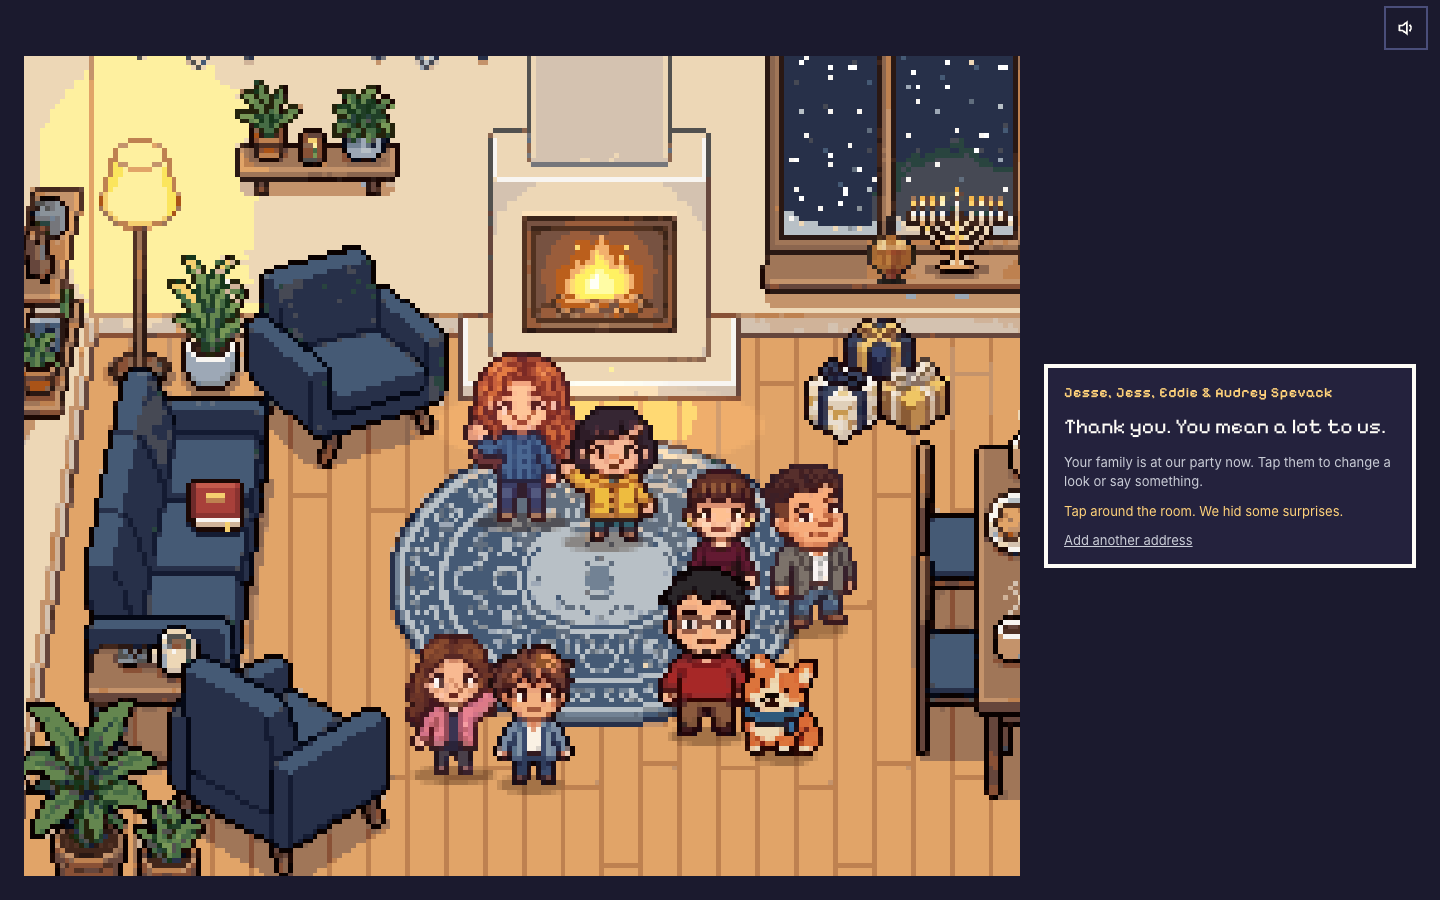 Jesse, Jess, Eddie & Audrey Spevack
Thank you. You mean a lot to us.
Your family is at our party now. Tap them to change a
look or say something.
Tap around the room. We hid some surprises.
Add another address